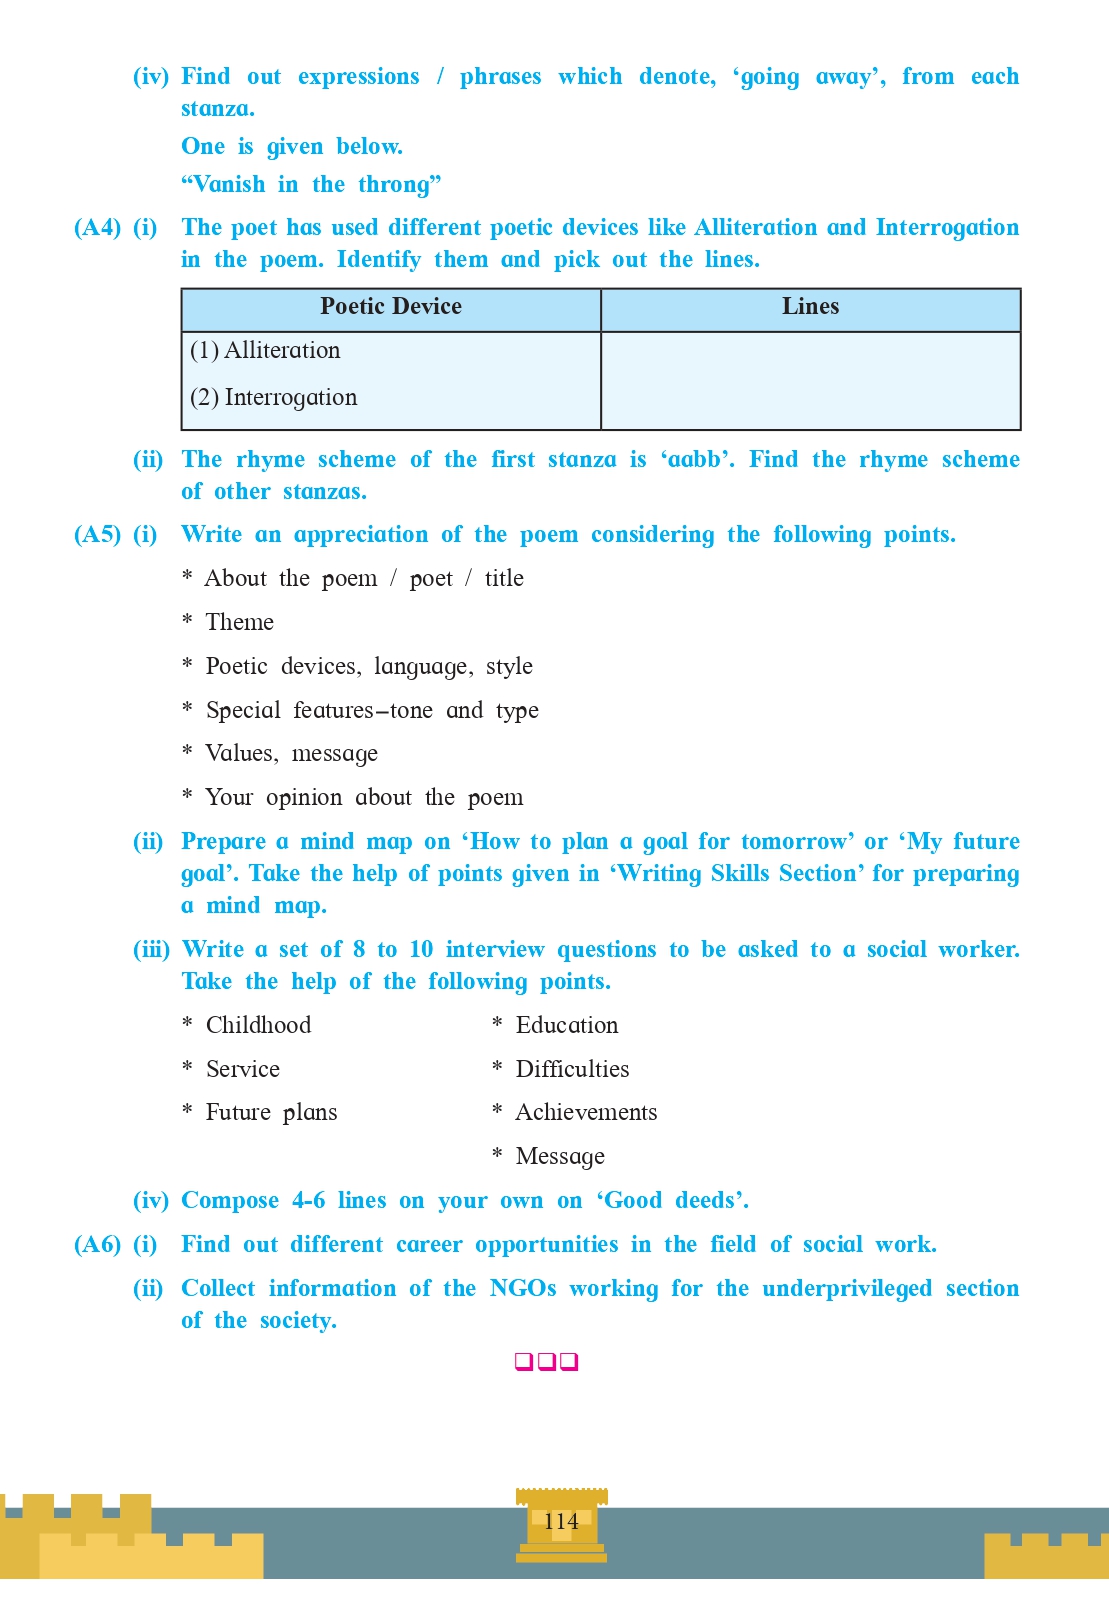 (iv) Find out expressions / phrases which denote, ‘going away’, from each
stanza.
One is given below.
“Vanish in the throng”
(A4) (i) The poet has used different poetic devices like Alliteration and Interrogation
in the poem. Identify them and pick out the lines.
Poetic Device Lines
(1) Alliteration
(2) Interrogation
(ii) The rhyme scheme of the first stanza is ‘aabb’. Find the rhyme scheme
of other stanzas.
(A5) (i) Write an appreciation of the poem considering the following points.
* About the poem / poet / title
* Theme
* Poetic devices, language, style
* Special features–tone and type
* Values, message
* Your opinion about the poem
(ii) Prepare a mind map on ‘How to plan a goal for tomorrow’ or ‘My future
goal’. Take the help of points given in ‘Writing Skills Section’ for preparing
a mind map.
(iii) Write a set of 8 to 10 interview questions to be asked to a social worker.
Take the help of the following points.
* Childhood * Education
* Service * Difficulties
* Future plans * Achievements
* Message
(iv) Compose 4-6 lines on your own on ‘Good deeds’.
(A6) (i) Find out different career opportunities in the field of social work.
(ii) Collect information of the NGOs working for the underprivileged section
of the society.
114